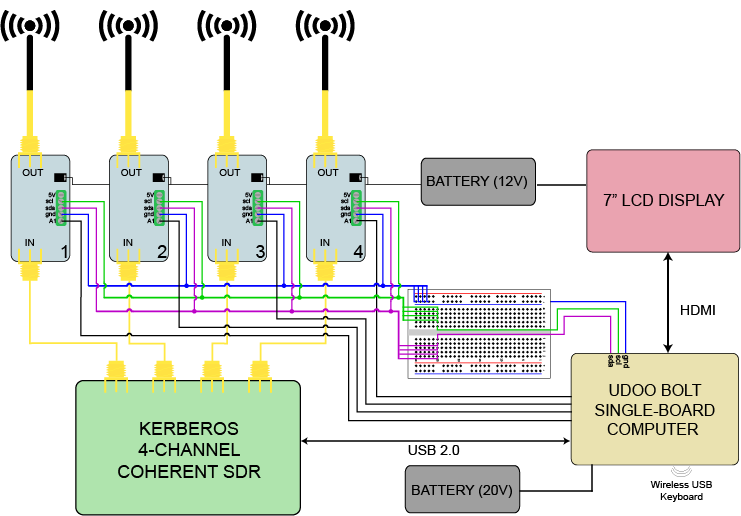 OUT
OUT
OUT
OUT
5V
scl
sda
gnd
A1
5V
scl
sda
gnd
A1
5V
scl
sda
gnd
A1
5V
scl
sda
gnd
A1
IN
1
IN
2
IN
3
IN
4
BATTERY (12V)
7” LCD DISPLAY
HDMI
sda
scl
gnd
UDOO BOLT
SINGLE-BOARD
COMPUTER
KERBEROS
4-CHANNEL
COHERENT SDR
USB 2.0
BATTERY (20V)
Wireless USB
Keyboard